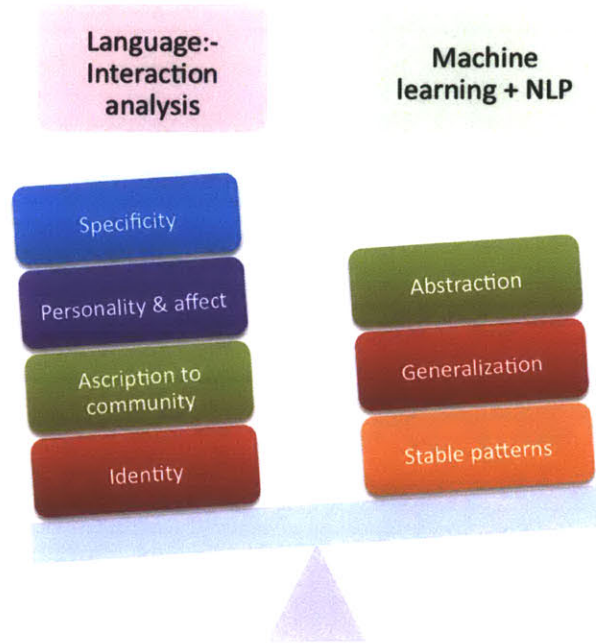 Language:-
Interaction
analysis
Machine
learning + NLP
Specificity
Personality & affect
Ascription to
community
Identity
Abstraction
Generalization
Stable patterns